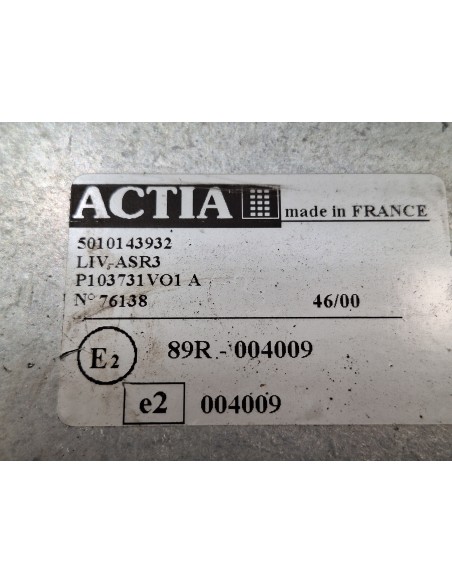 ACTIA made in FRANCE
5010143932
LIV-ASR3
P103731VO1 A
N° 76138 46/00
E2 89R - 004009
e2 004009